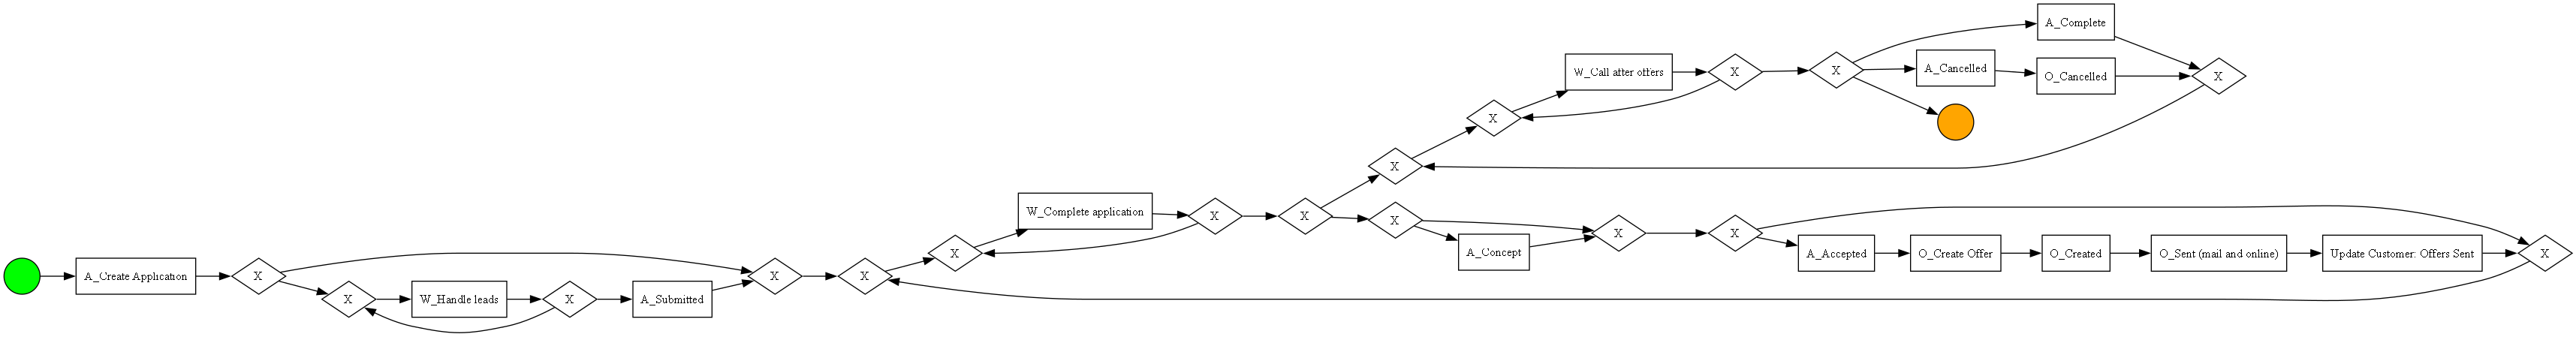 A_Complete
W_Call after offers
X
X
A_Cancelled
O_Cancelled
X
X
X
W_Complete application
X
X
X
A_Concept
X
X
A_Accepted
O_Create Offer
O_Created
O_Sent (mail and online)
Update Customer: Offers Sent
X
X
A_Create Application
X
X
X
X
W_Handle leads
X
A_Submitted